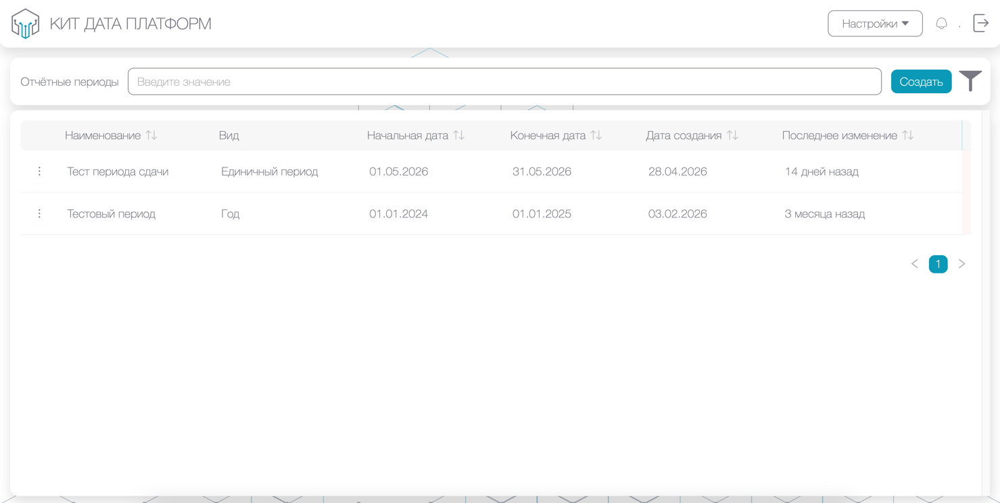 КИТ ДАТА ПЛАТФОРМ
Настройки
.
Отчётные периоды Введите значение Создать
Наименование Вид Начальная дата Конечная дата Дата создания Последнее изменение
Тест периода сдачи Единичный период 01.05.2026 31.05.2026 28.04.2026 14 дней назад
Тестовый период Год 01.01.2024 01.01.2025 03.02.2026 3 месяца назад
1